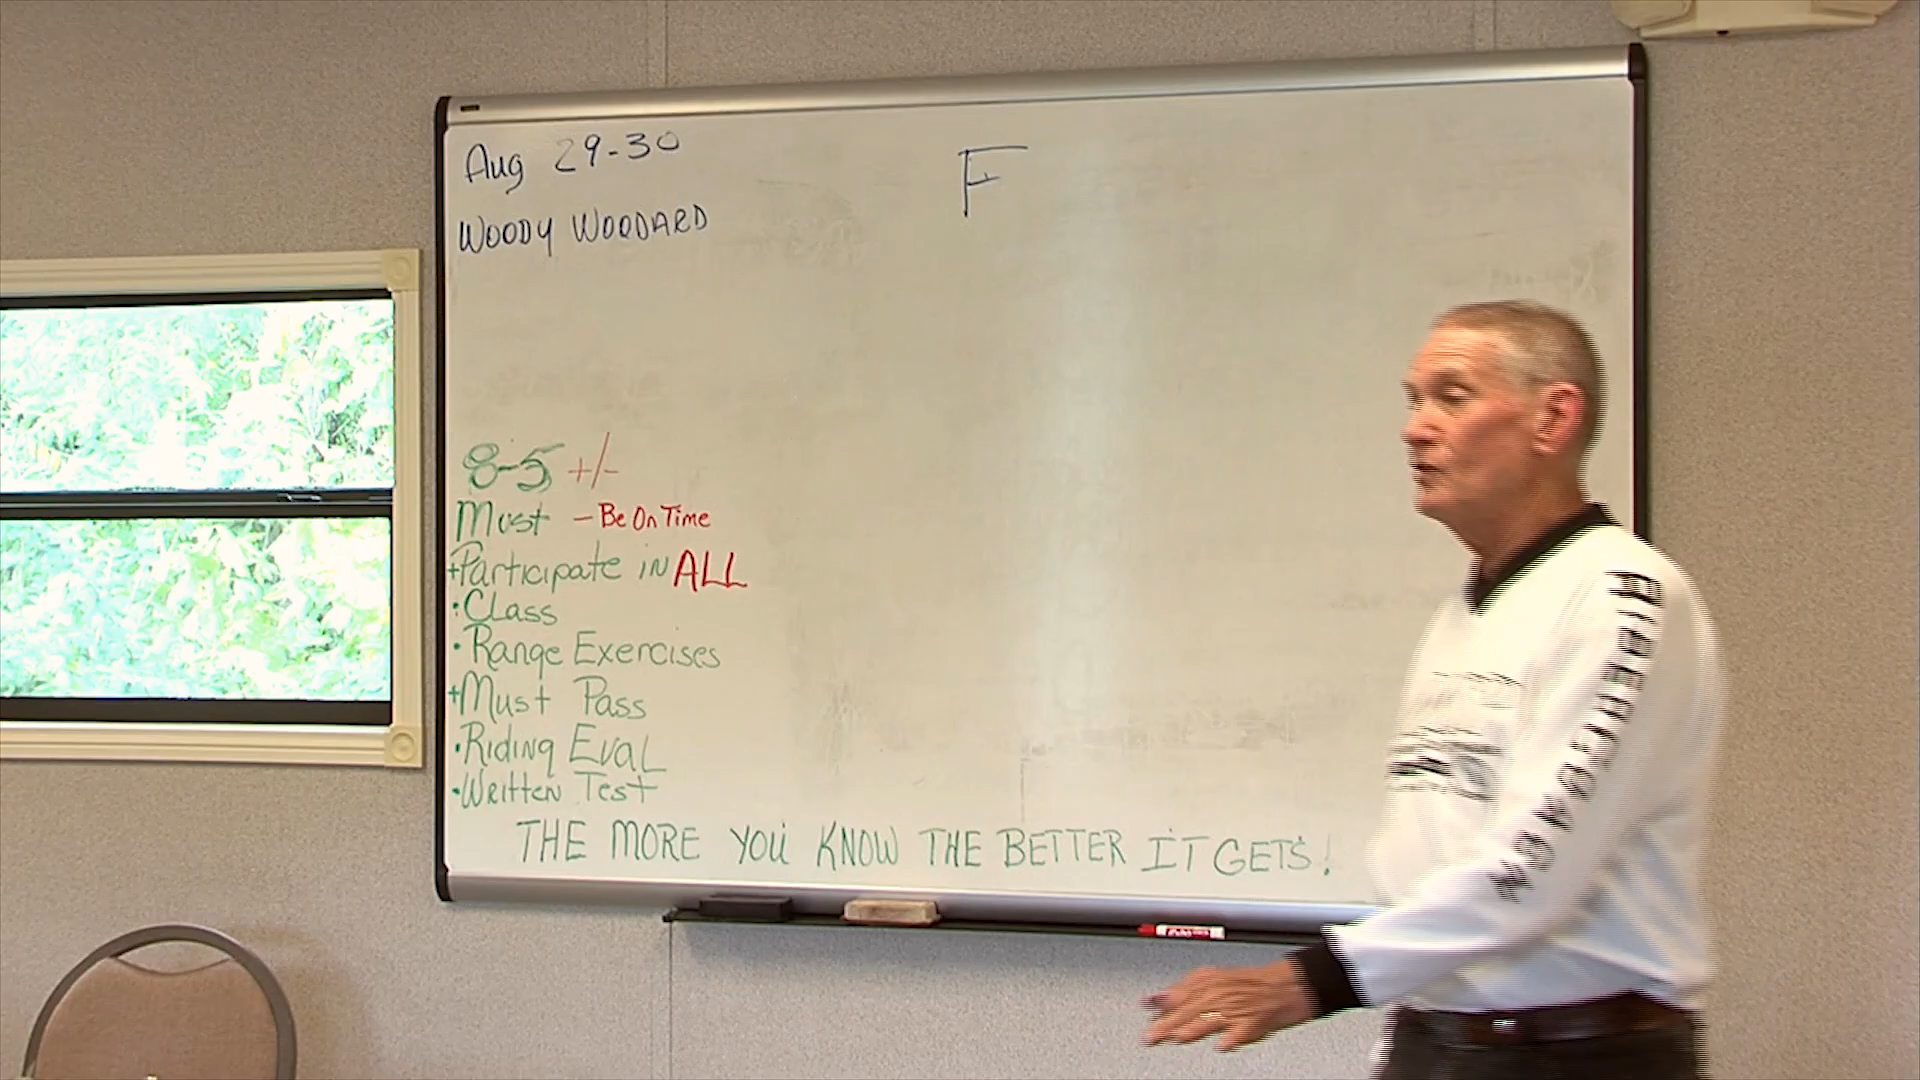 Aug 29-30
WOODY WOODARD
F
8-5 +/-
Must - Be On Time
+Participate in ALL
• Class
• Range Exercises
+Must Pass
• Riding Eval
• Written Test
THE MORE YOU KNOW THE BETTER IT GETS!